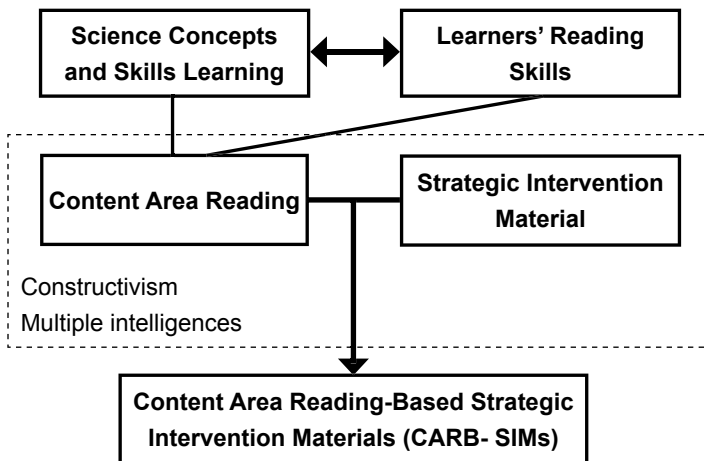 Science Concepts
and Skills Learning
Learners’ Reading
Skills
Content Area Reading
Strategic Intervention
Material
Constructivism
Multiple intelligences
Content Area Reading-Based Strategic
Intervention Materials (CARB- SIMs)